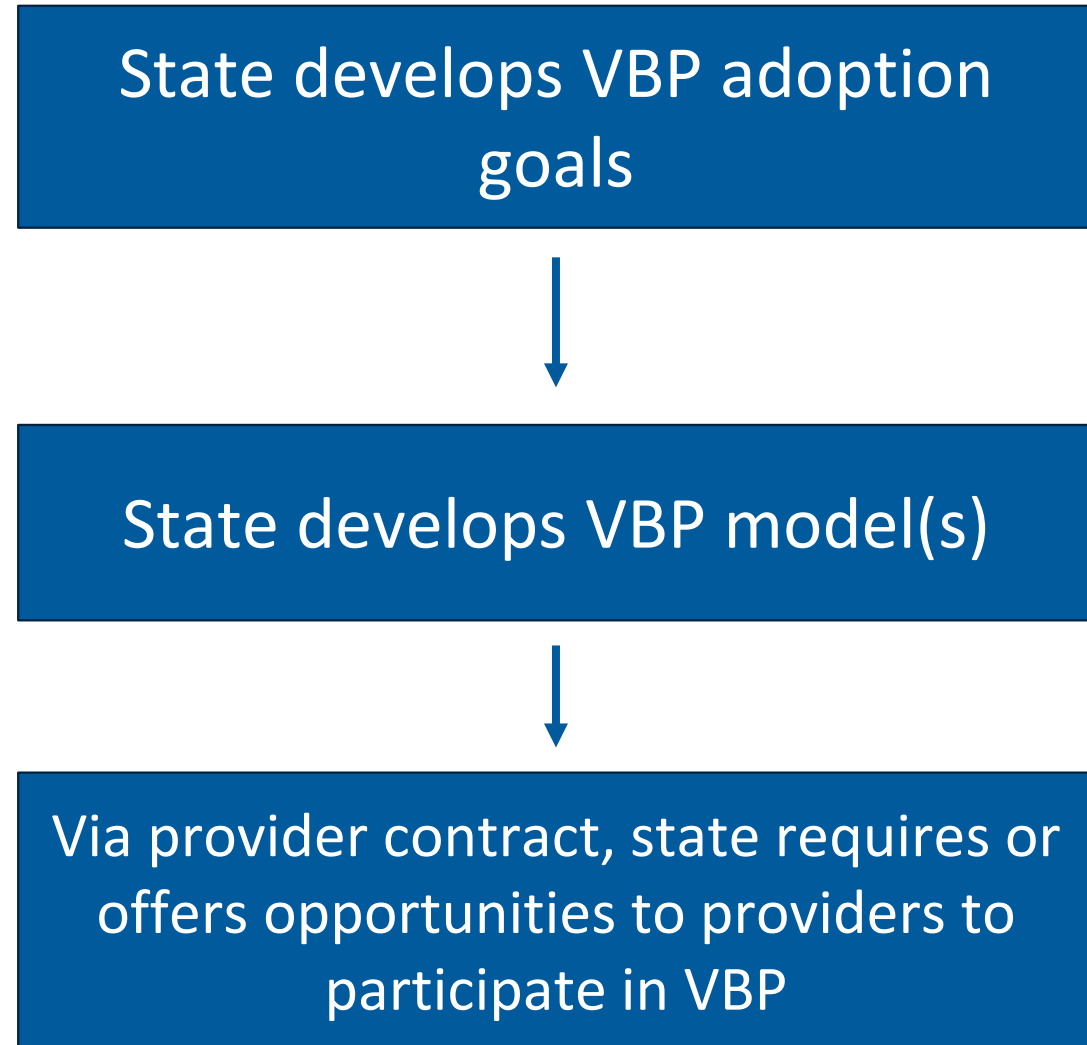 State develops VBP adoption
goals
State develops VBP model(s)
Via provider contract, state requires or
offers opportunities to providers to
participate in VBP